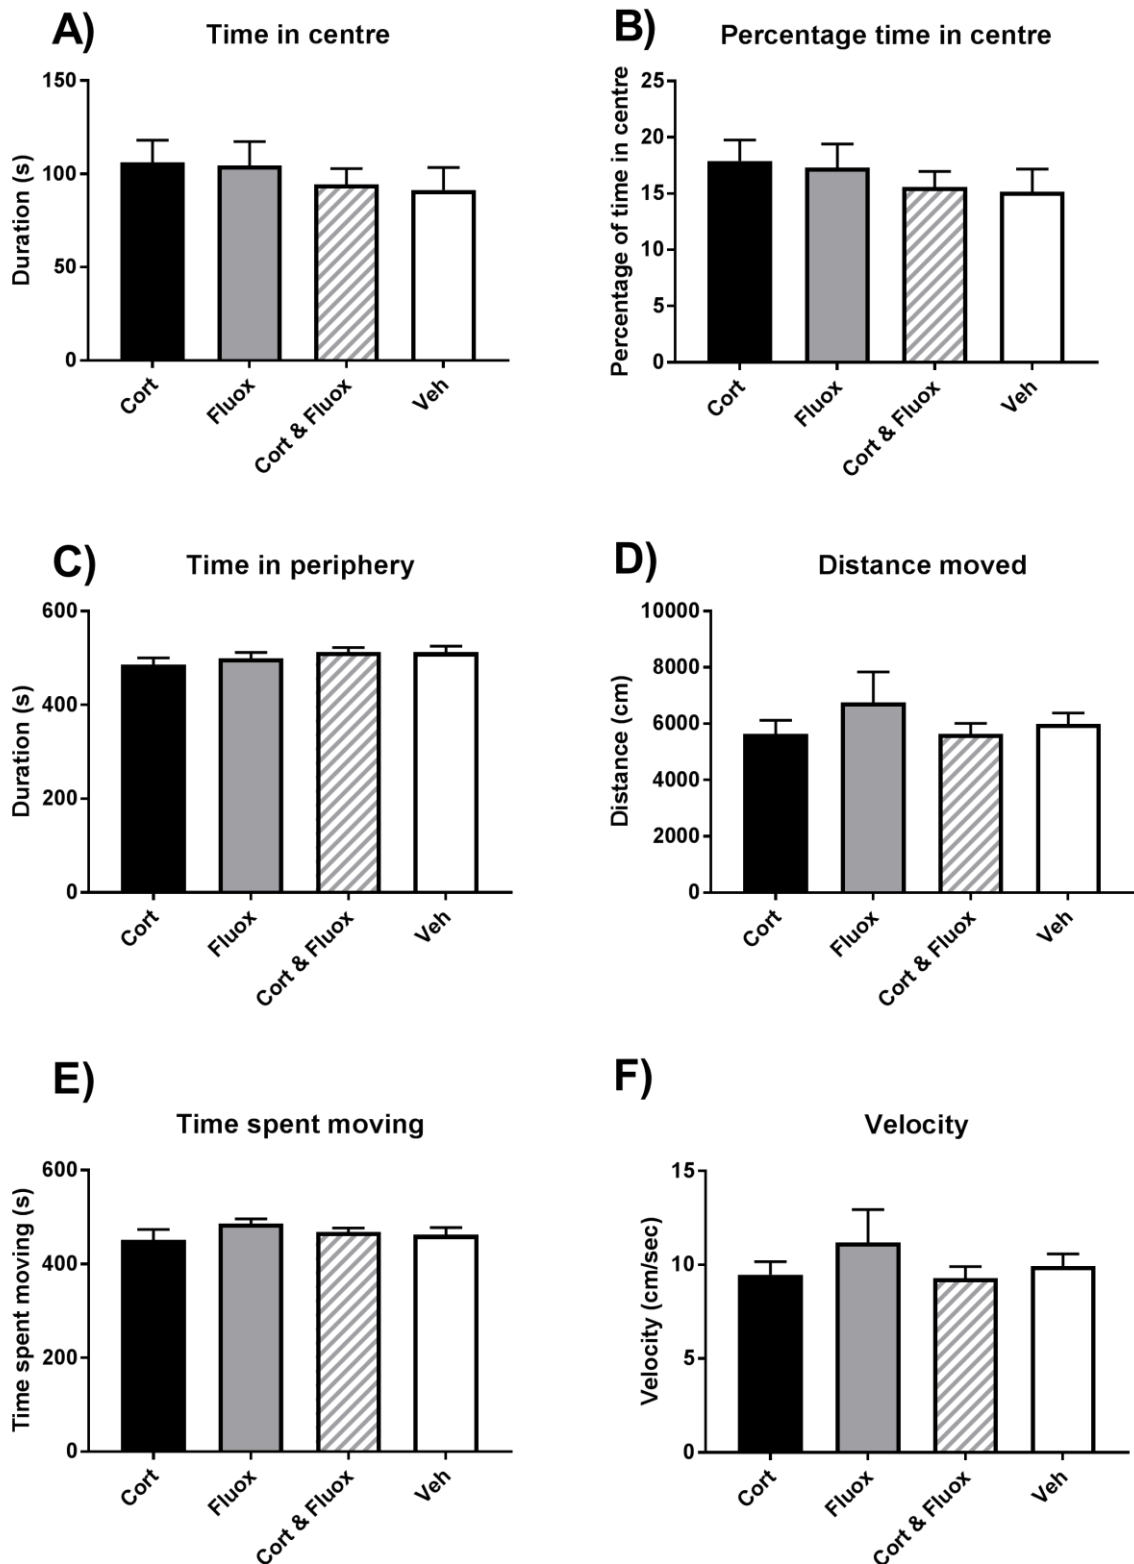 A)
Time in centre
Duration (s)
150
100
50
0
Cort
Fluox
Cort & Fluox
Veh
B)
Percentage time in centre
Percentage of time in centre
25
20
15
10
5
0
Cort
Fluox
Cort & Fluox
Veh
C)
Time in periphery
Duration (s)
600
400
200
0
Cort
Fluox
Cort & Fluox
Veh
D)
Distance moved
Distance (cm)
10000
8000
6000
4000
2000
0
Cort
Fluox
Cort & Fluox
Veh
E)
Time spent moving
Time spent moving (s)
600
400
200
0
Cort
Fluox
Cort & Fluox
Veh
F)
Velocity
Velocity (cm/sec)
15
10
5
0
Cort
Fluox
Cort & Fluox
Veh